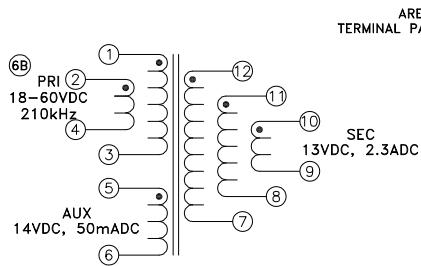 ARE
TERMINAL PA
1
6B
PRI
2
18-60VDC
210kHz
4
3
12
11
10
SEC
13VDC, 2.3ADC
9
8
7
5
AUX
14VDC, 50mADC
6